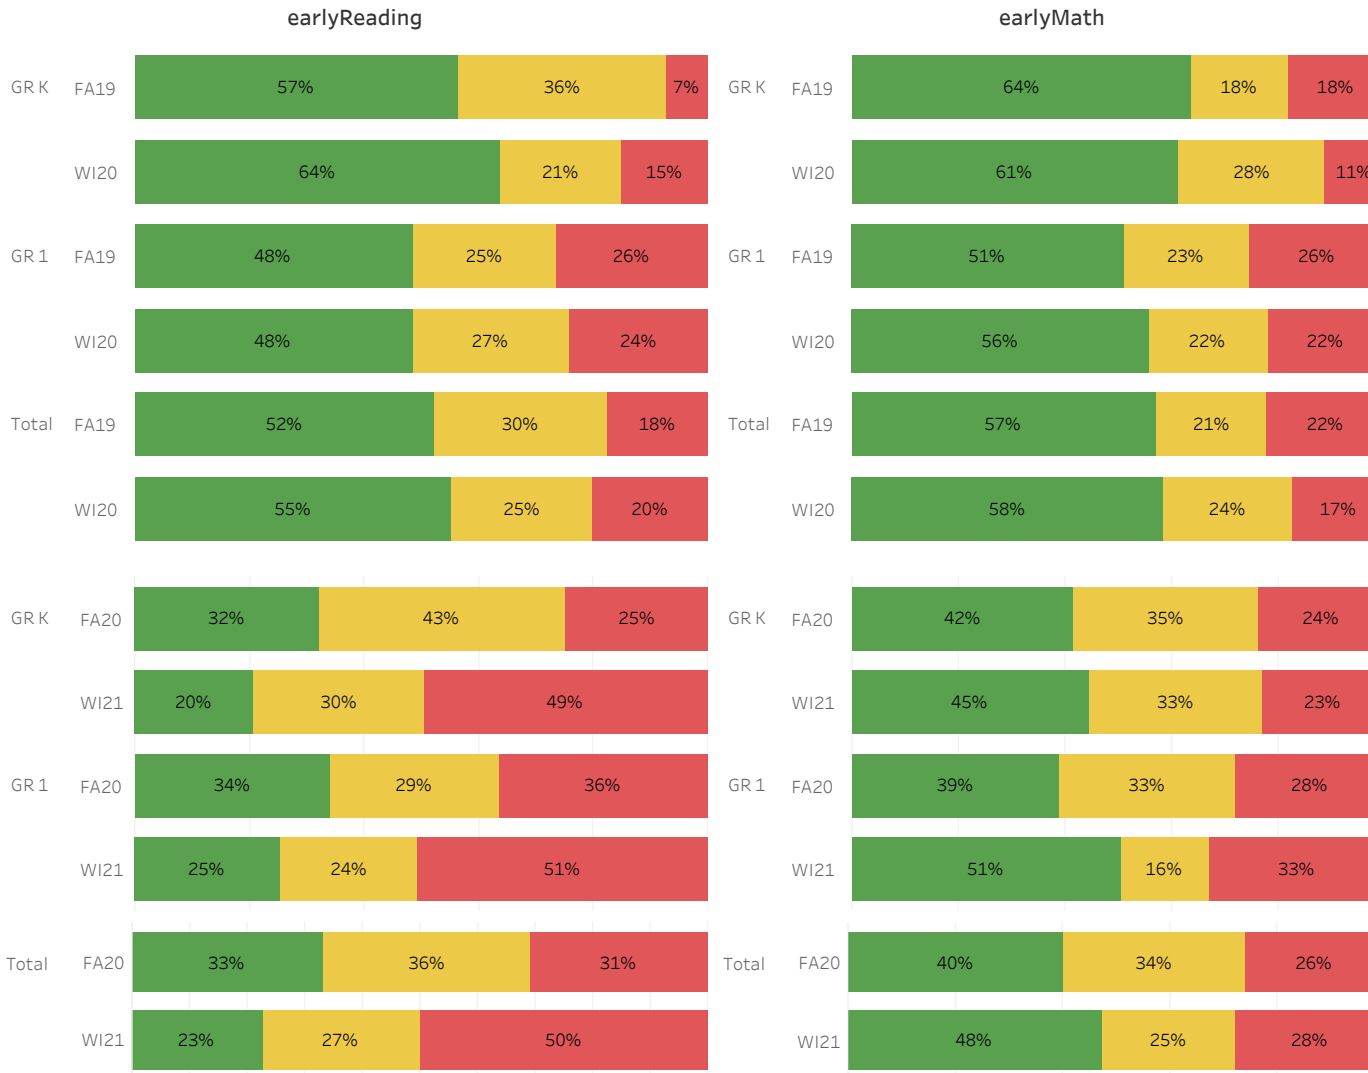 earlyReading earlyMath
GR K FA19 57% 36% 7% GR K FA19 64% 18% 18%
WI20 64% 21% 15% WI20 61% 28% 11%
GR 1 FA19 48% 25% 26% GR 1 FA19 51% 23% 26%
WI20 48% 27% 24% WI20 56% 22% 22%
Total FA19 52% 30% 18% Total FA19 57% 21% 22%
WI20 55% 25% 20% WI20 58% 24% 17%
GR K FA20 32% 43% 25% GR K FA20 42% 35% 24%
WI21 20% 30% 49% WI21 45% 33% 23%
GR 1 FA20 34% 29% 36% GR 1 FA20 39% 33% 28%
WI21 25% 24% 51% WI21 51% 16% 33%
Total FA20 33% 36% 31% Total FA20 40% 34% 26%
WI21 23% 27% 50% WI21 48% 25% 28%